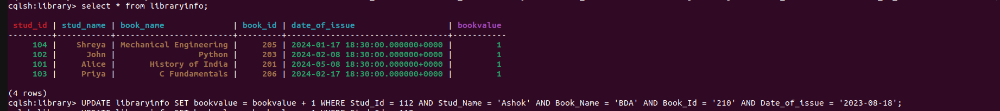 cqlsh:library> select * from libraryinfo;
stud_id | stud_name | book_name | book_id | date_of_issue | bookvalue
---------+-----------+------------------------+---------+---------------------------------+-----------
104 | Shreya | Mechanical Engineering | 205 | 2024-01-17 18:30:00.000000+0000 | 1
102 | John | Python | 203 | 2024-02-08 18:30:00.000000+0000 | 1
101 | Alice | History of India | 201 | 2024-05-08 18:30:00.000000+0000 | 1
103 | Priya | C Fundamentals | 206 | 2024-02-17 18:30:00.000000+0000 | 1
(4 rows)
cqlsh:library> UPDATE libraryinfo SET bookvalue = bookvalue + 1 WHERE Stud_Id = 112 AND Stud_Name = 'Ashok' AND Book_Name = 'BDA' AND Book_Id = '210' AND Date_of_issue = '2023-08-18';